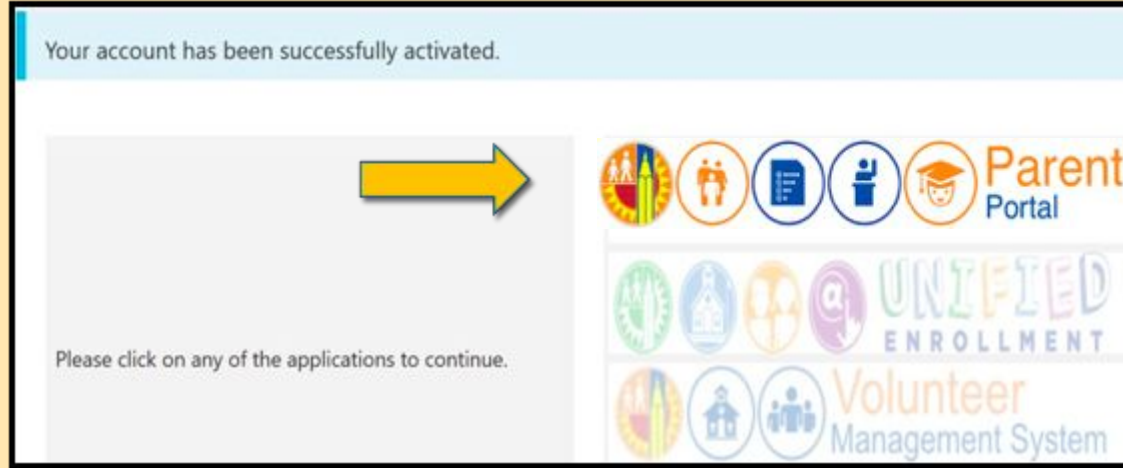 Your account has been successfully activated.
Please click on any of the applications to continue.
Parent
Portal
@ UNIFIED
ENROLLMENT
Volunteer
Management System